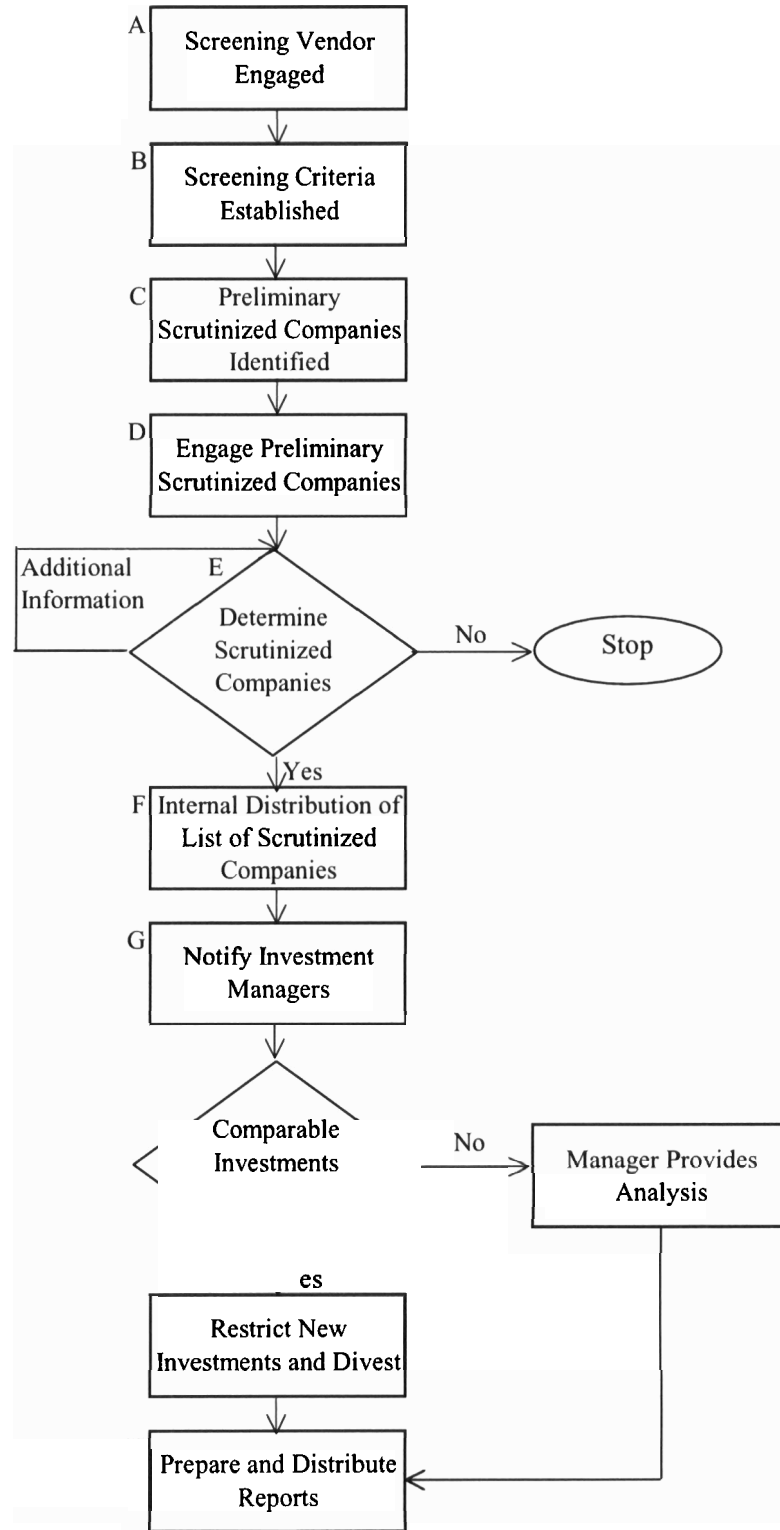 A
Screening Vendor
Engaged
B
Screening Criteria
Established
C
Preliminary
Scrutinized Companies
Identified
D
Engage Preliminary
Scrutinized Companies
Additional
Information
E
Determine
Scrutinized
Companies
No
Stop
Yes
F
Internal Distribution of
List of Scrutinized
Companies
G
Notify Investment
Managers
Comparable
Investments
No
Manager Provides
Analysis
es
Restrict New
Investments and Divest
Prepare and Distribute
Reports